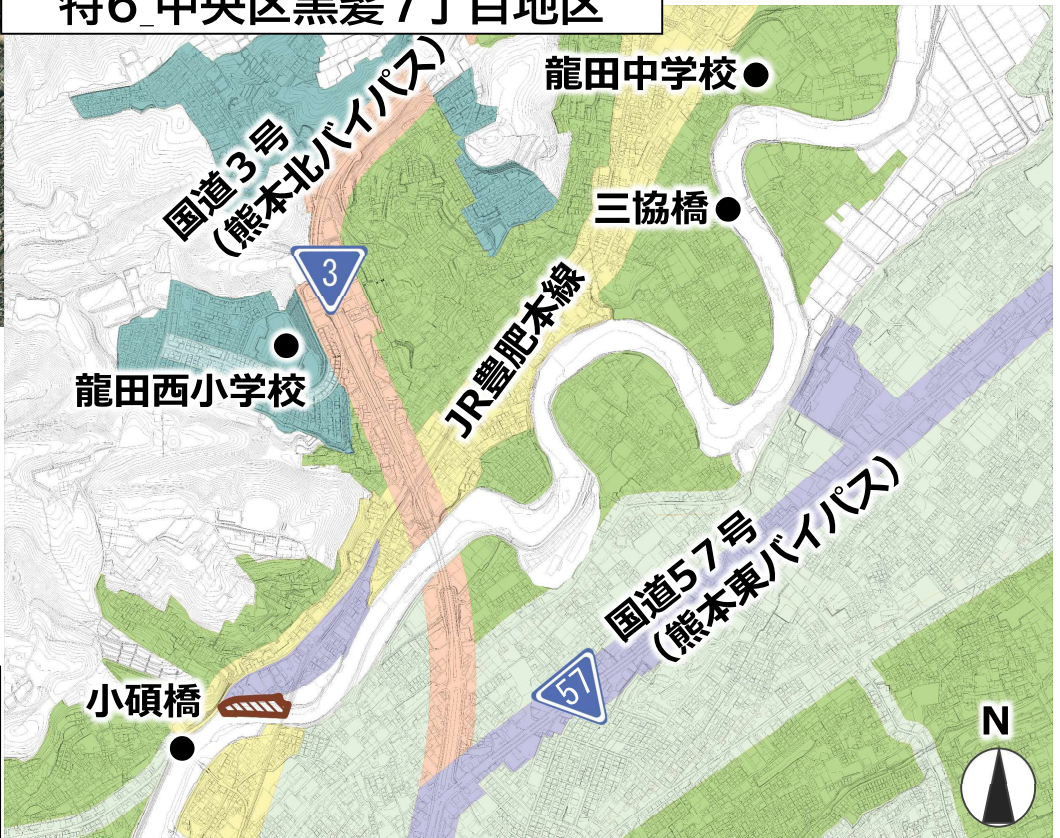 特6_中央区黒髪7丁目地区
龍田中学校
国道3号
(熊本北バイパス)
三協橋
3
JR豊肥本線
龍田西小学校
国道57号
(熊本東バイパス)
57
小碩橋
N